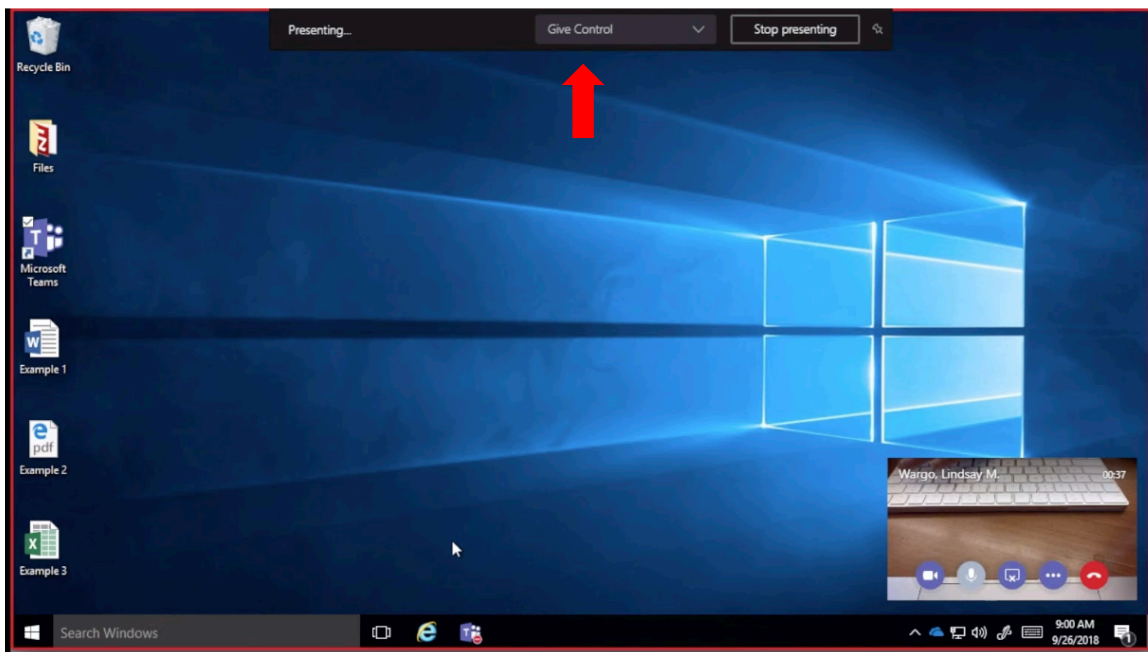 Presenting...
Give Control
Stop presenting
Recycle Bin
Files
T
Microsoft
Teams
W
Example 1
pdf
Example 2
X
Example 3
Wargo, Lindsay M.
00:37
Search Windows
9:00 AM
9/26/2018
1